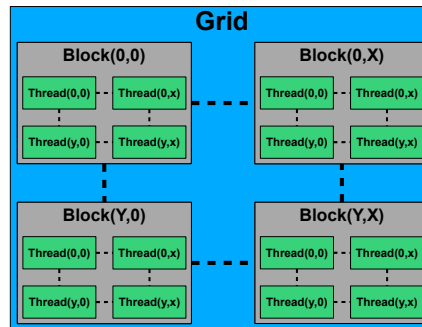 Grid
Block(0,0)
Thread(0,0) Thread(0,x)
Thread(y,0) Thread(y,x)
Block(0,X)
Thread(0,0) Thread(0,x)
Thread(y,0) Thread(y,x)
Block(Y,0)
Thread(0,0) Thread(0,x)
Thread(y,0) Thread(y,x)
Block(Y,X)
Thread(0,0) Thread(0,x)
Thread(y,0) Thread(y,x)